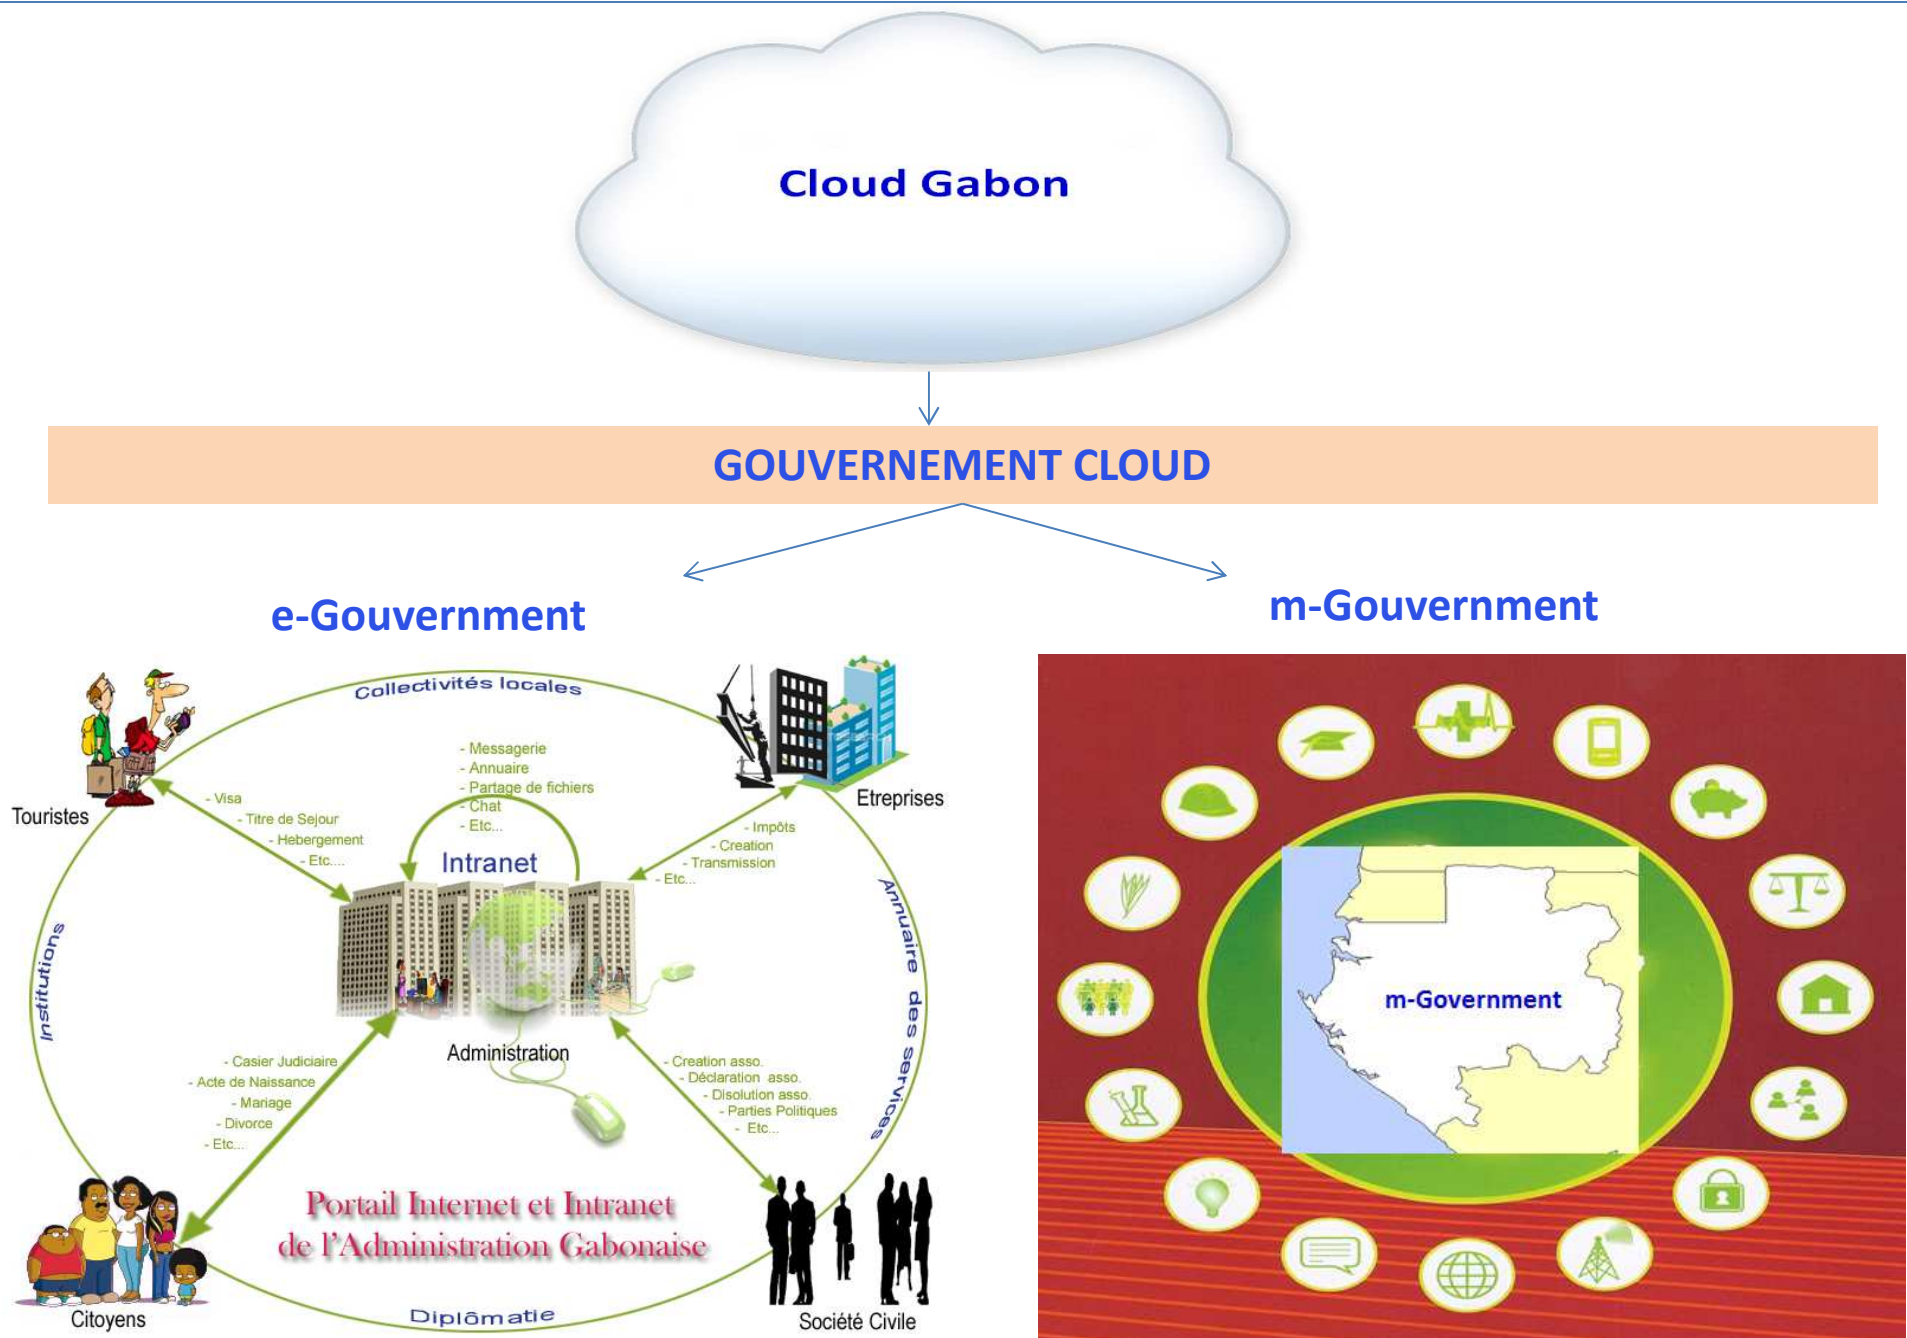 Cloud Gabon
GOUVERNEMENT CLOUD
e-Gouvernment
m-Gouvernment
Collectivités locales
Touristes
- Visa
- Titre de Sejour
- Hebergement
- Etc....
- Messagerie
- Annuaire
- Partage de fichiers
- Chat
- Etc...
Intranet
Etreprises
- Impôts
- Creation
- Transmission
- Etc...
Institutions
Annuaire des services
Administration
- Casier Judiciaire
- Acte de Naissance
- Mariage
- Divorce
- Etc...
- Creation asso.
- Déclaration asso.
- Disolution asso.
- Parties Politiques
- Etc...
Portail Internet et Intranet
de l'Administration Gabonaise
Citoyens
Diplômatie
Société Civile
m-Government